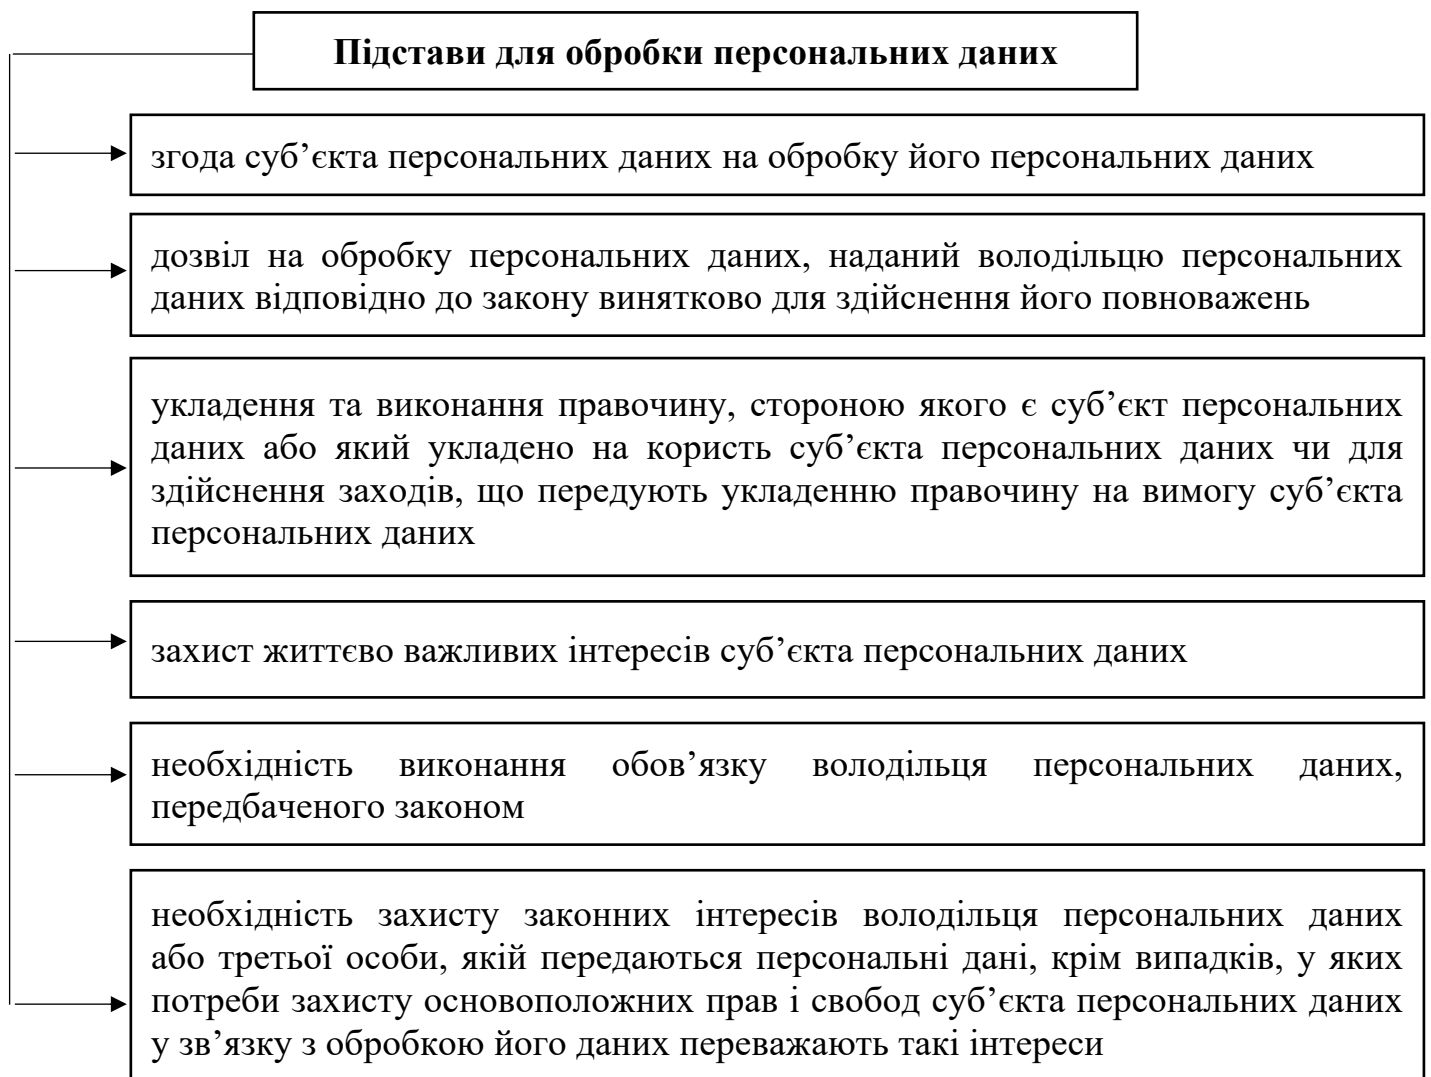 Підстави для обробки персональних даних
згода суб’єкта персональних даних на обробку його персональних даних
дозвіл на обробку персональних даних, наданий володільцю персональних
даних відповідно до закону винятково для здійснення його повноважень
укладення та виконання правочину, стороною якого є суб’єкт персональних
даних або який укладено на користь суб’єкта персональних даних чи для
здійснення заходів, що передують укладенню правочину на вимогу суб’єкта
персональних даних
захист життєво важливих інтересів суб’єкта персональних даних
необхідність виконання обов’язку володільця персональних даних,
передбаченого законом
необхідність захисту законних інтересів володільця персональних даних
або третьої особи, якій передаються персональні дані, крім випадків, у яких
потреби захисту основоположних прав і свобод суб’єкта персональних даних
у зв’язку з обробкою його даних переважають такі інтереси